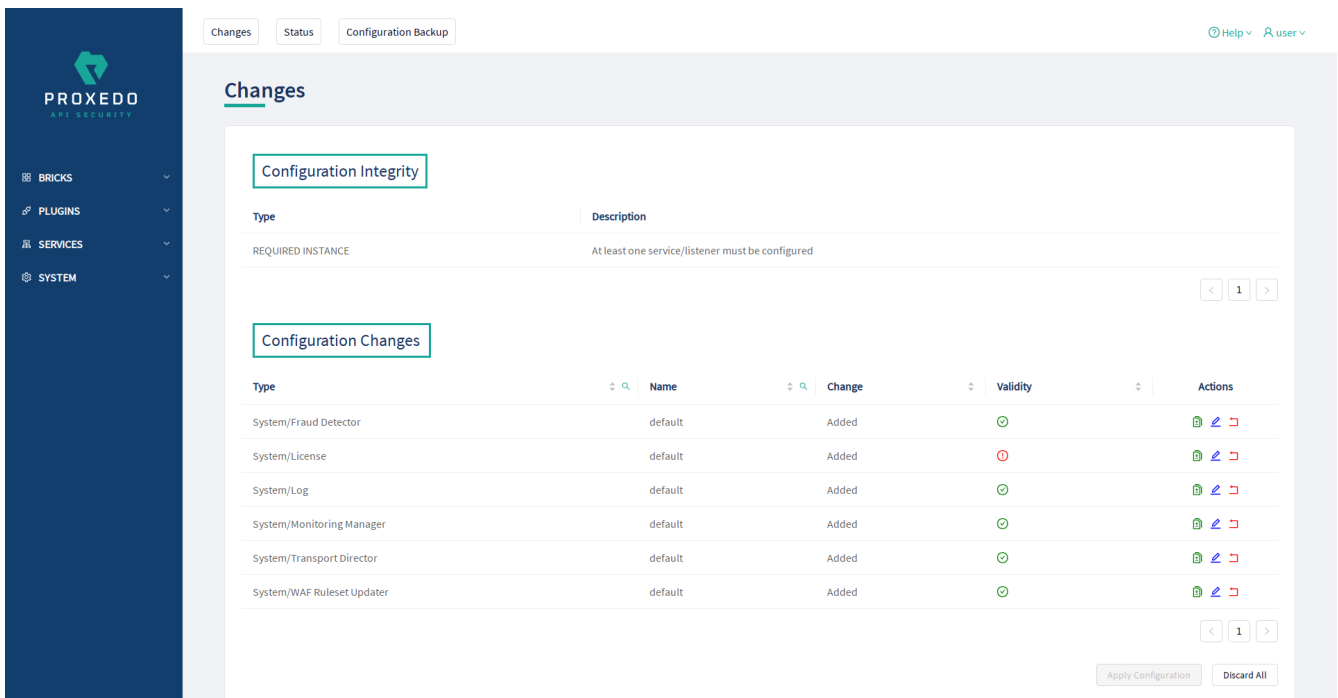 Changes Status Configuration Backup Help user
PROXEDO
API SECURITY
BRICKS
PLUGINS
SERVICES
SYSTEM
Changes
Configuration Integrity
Type Description
REQUIRED INSTANCE At least one service/listener must be configured
< 1 >
Configuration Changes
Type Name Change Validity Actions
System/Fraud Detector default Added
System/License default Added
System/Log default Added
System/Monitoring Manager default Added
System/Transport Director default Added
System/WAF Ruleset Updater default Added
< 1 >
Apply Configuration Discard All